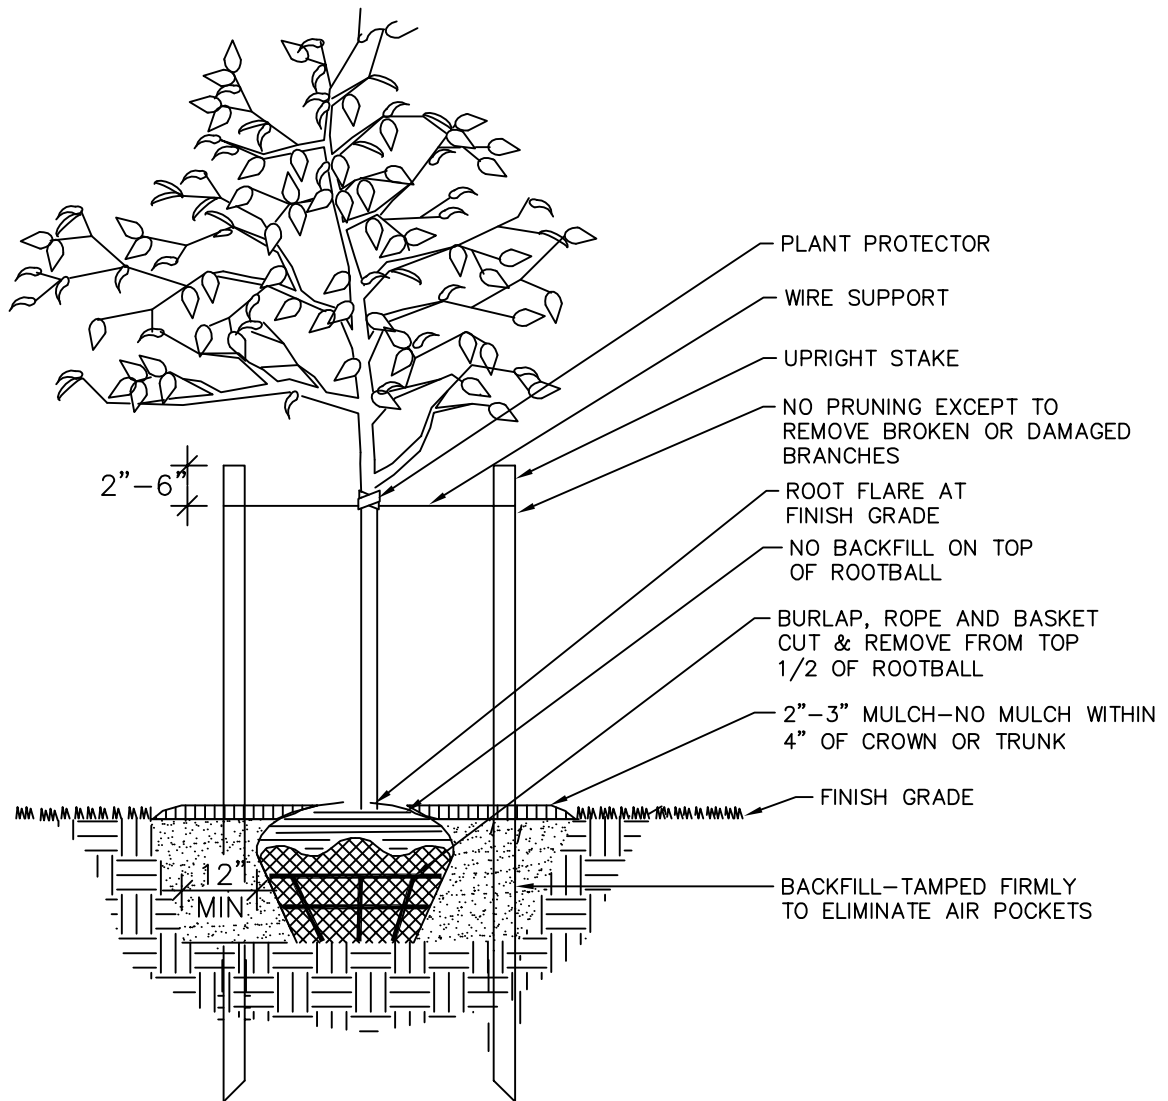 PLANT PROTECTOR
WIRE SUPPORT
UPRIGHT STAKE
NO PRUNING EXCEPT TO
REMOVE BROKEN OR DAMAGED
BRANCHES
2”-6”
ROOT FLARE AT
FINISH GRADE
NO BACKFILL ON TOP
OF ROOTBALL
BURLAP, ROPE AND BASKET
CUT & REMOVE FROM TOP
1/2 OF ROOTBALL
2”-3” MULCH-NO MULCH WITHIN
4” OF CROWN OR TRUNK
FINISH GRADE
12”
MIN
BACKFILL-TAMPED FIRMLY
TO ELIMINATE AIR POCKETS